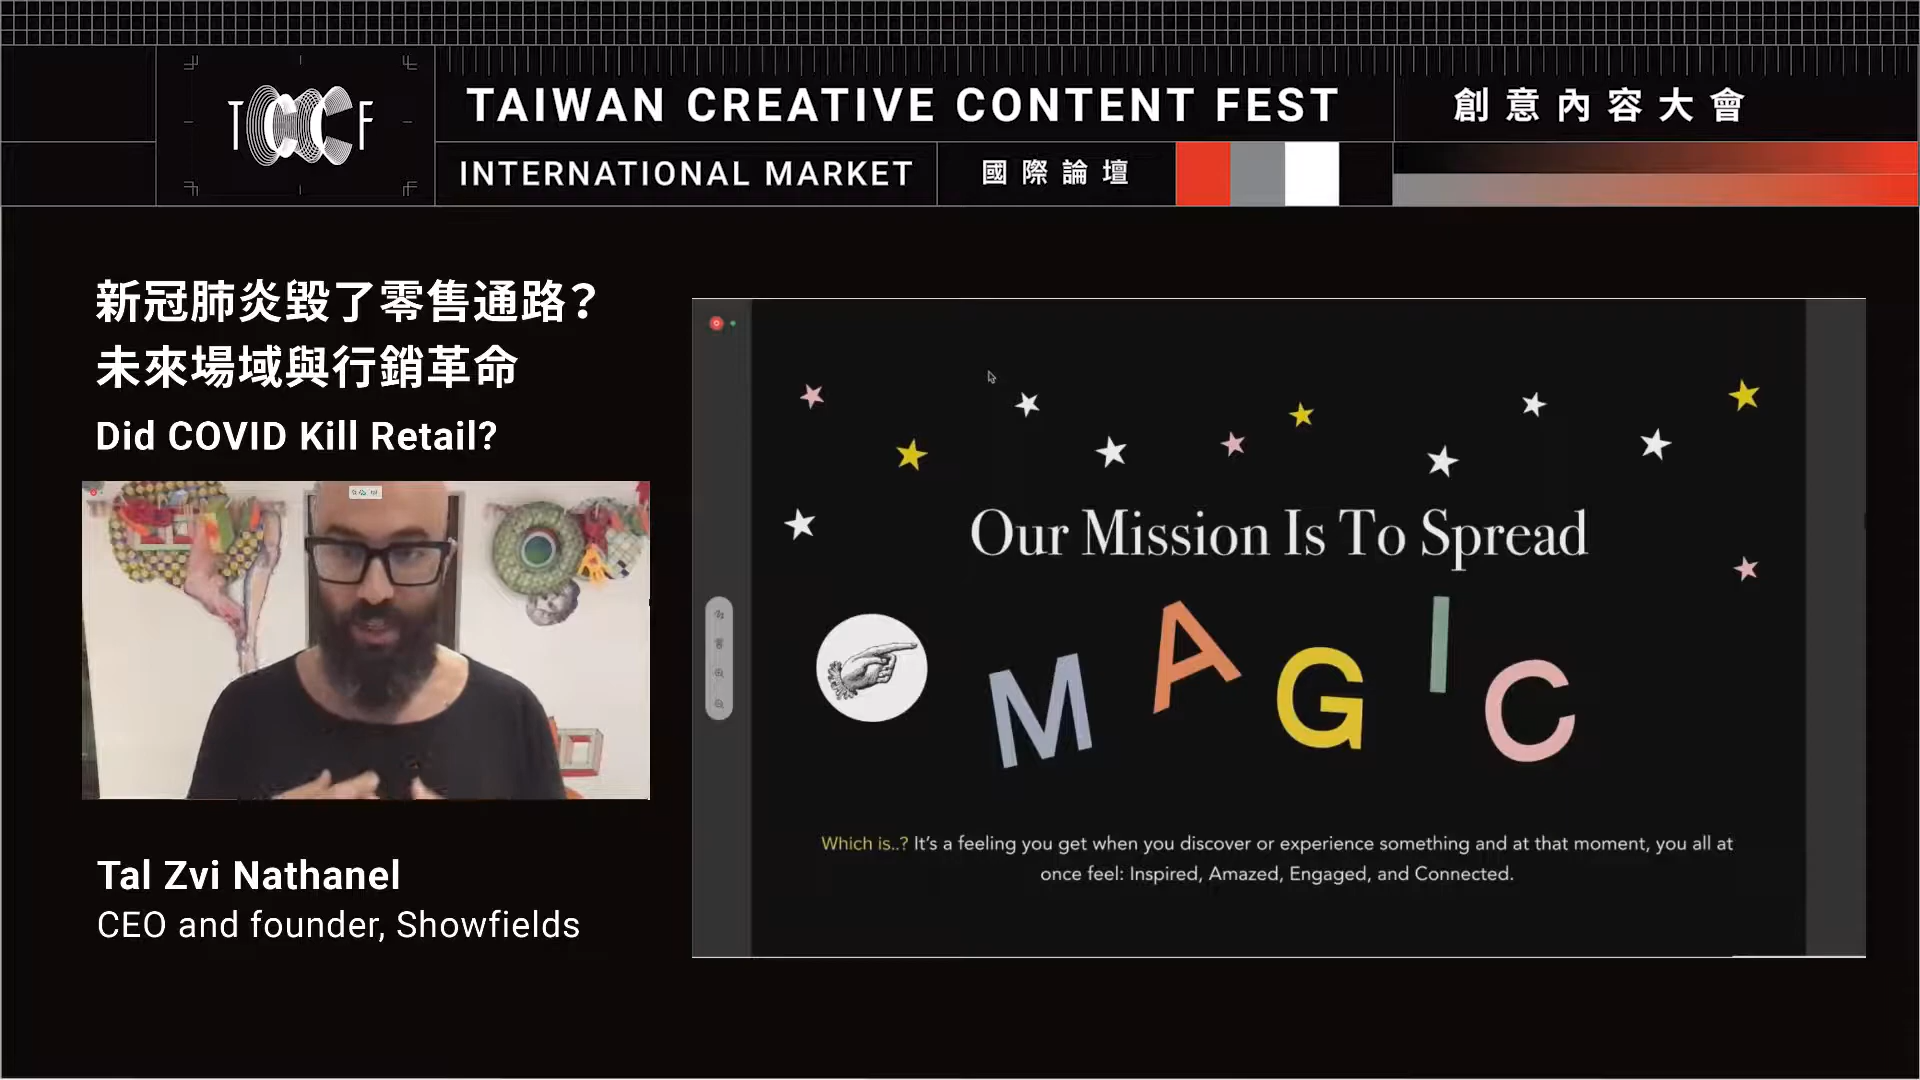 TCCF
TAIWAN CREATIVE CONTENT FEST
創意內容大會
INTERNATIONAL MARKET
國際論壇
新冠肺炎毀了零售通路?
未來場域與行銷革命
Did COVID Kill Retail?
Tal Zvi Nathanel
CEO and founder, Showfields
Our Mission Is To Spread
MAGIC
Which is..? It's a feeling you get when you discover or experience something and at that moment, you all at
once feel: Inspired, Amazed, Engaged, and Connected.